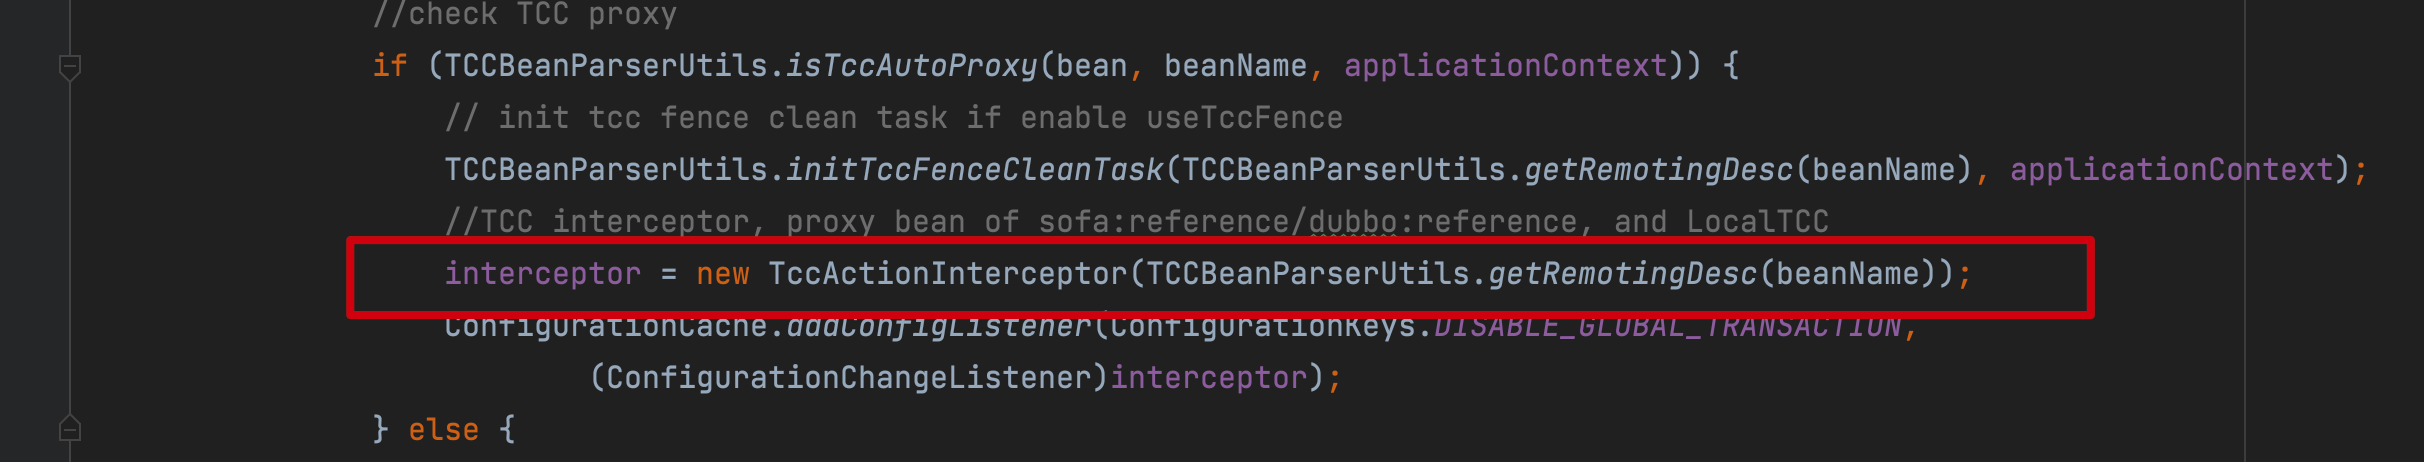 //check TCC proxy
if (TCCBeanParserUtils.isTccAutoProxy(bean, beanName, applicationContext)) {
// init tcc fence clean task if enable useTccFence
TCCBeanParserUtils.initTccFenceCleanTask(TCCBeanParserUtils.getRemotingDesc(beanName), applicationContext);
//TCC interceptor, proxy bean of sofa:reference/dubbo:reference, and LocalTCC
interceptor = new TccActionInterceptor(TCCBeanParserUtils.getRemotingDesc(beanName));
ConfigurationCache.addConfigListener(ConfigurationKeys.DISABLE_GLOBAL_TRANSACTION,
(ConfigurationChangeListener)interceptor);
} else {